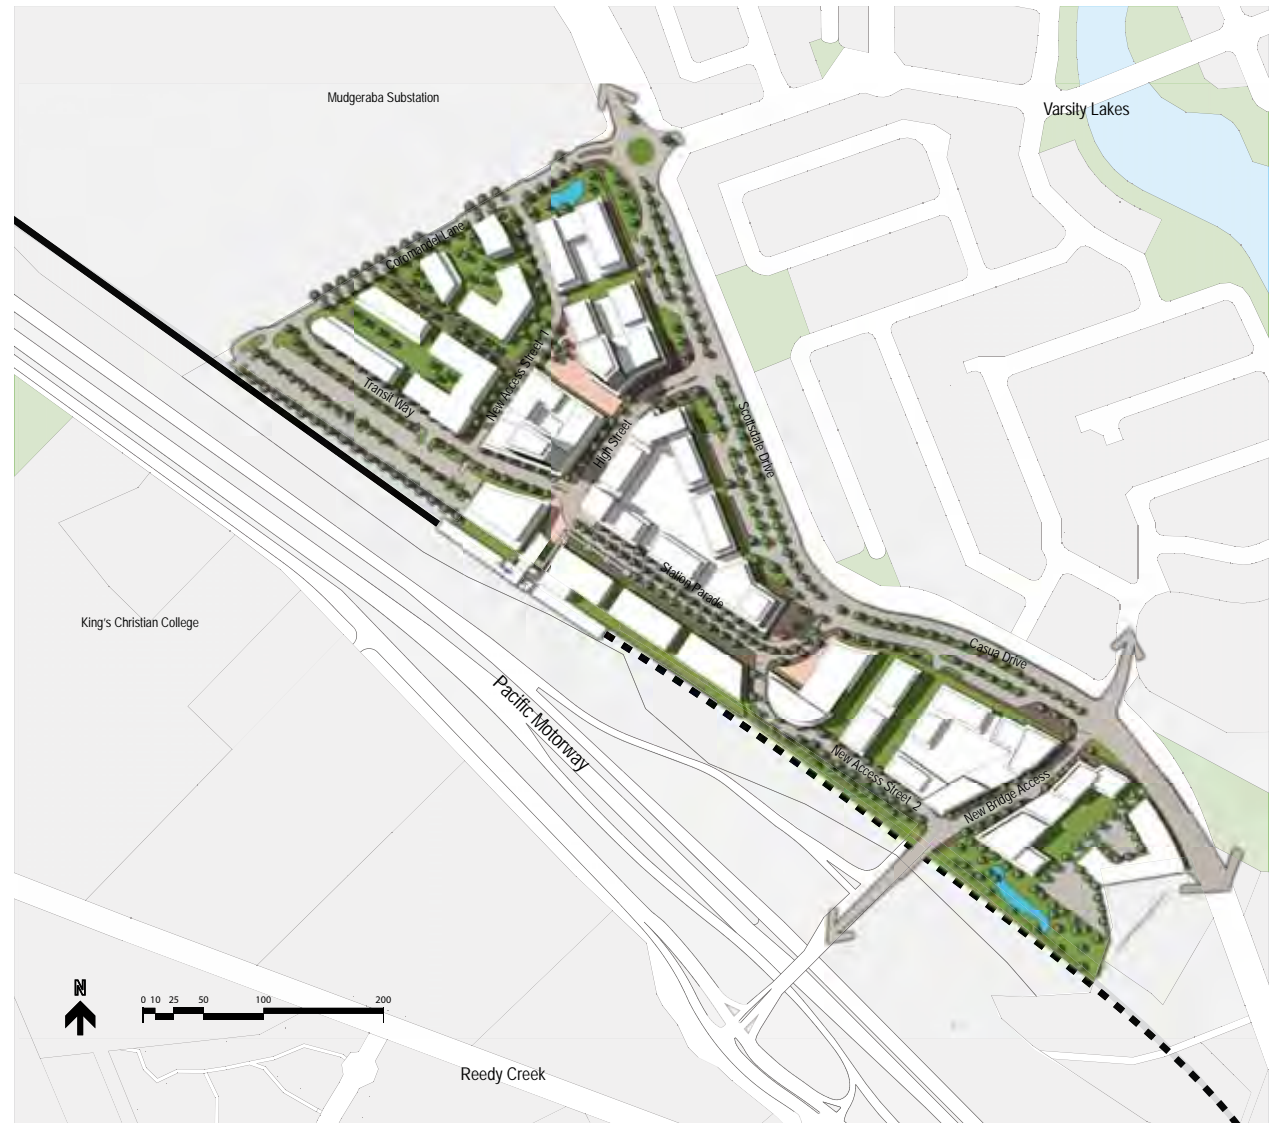 Mudgeraba Substation
Varsity Lakes
Coromandel Lane
New Access Street 1
Transit Way
High Street
Scottsdale Drive
Station Parade
King's Christian College
Casua Drive
Pacific Motorway
New Access Street 2
New Bridge Access
N
0 10 25 50 100 200
Reedy Creek